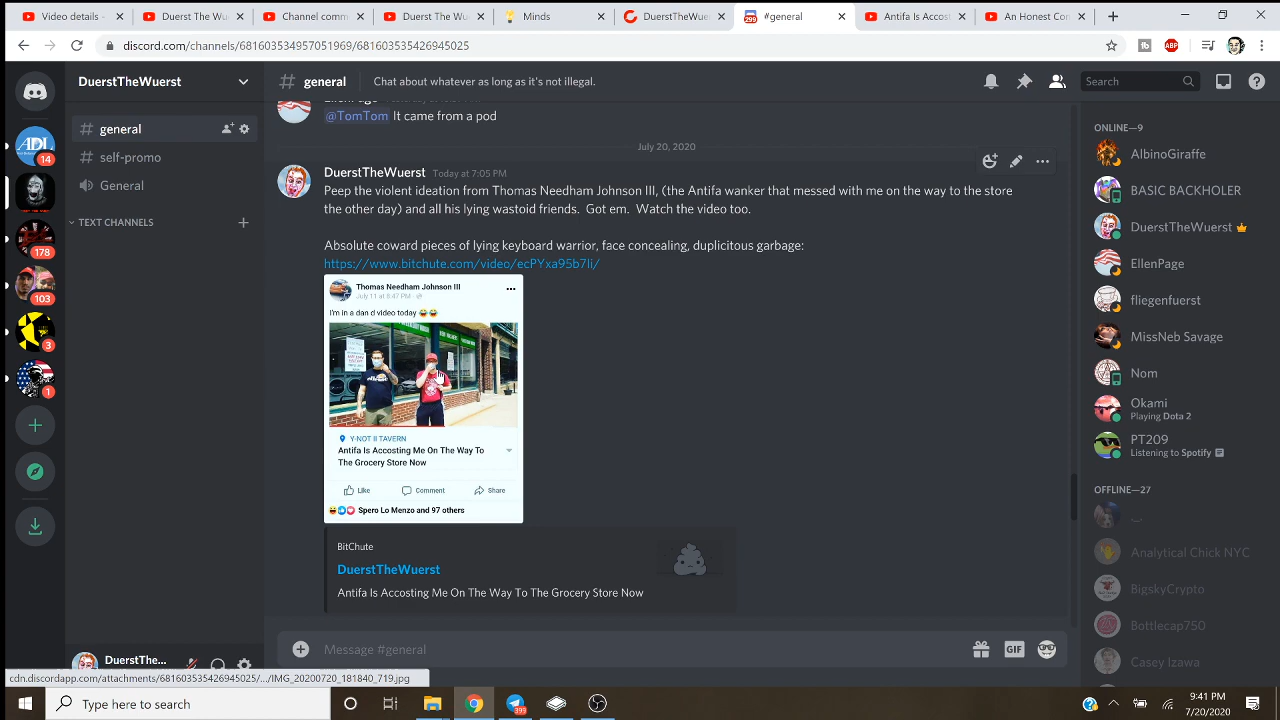 Video details
Duerst The Wu
Channel comm
Duerst The Wu
Minds
DuerstTheWuer
#general
Antifa Is Accost
An Honest Con
discord.com/channels/681603534957051969/681603535426945025
DuerstTheWuerst
general
Chat about whatever as long as it's not illegal.
Search
general
self-promo
General
TEXT CHANNELS
ADL
14
178
103
3
1
@TomTom It came from a pod
July 20, 2020
DuerstTheWuerst Today at 7:05 PM
Peep the violent ideation from Thomas Needham Johnson III, (the Antifa wanker that messed with me on the way to the store
the other day) and all his lying wastoid friends. Got em. Watch the video too.
Absolute coward pieces of lying keyboard warrior, face concealing, duplicitous garbage:
https://www.bitchute.com/video/ecPYxa95b7li/
Thomas Needham Johnson III
July 11 at 6:47 PM
I'm in a dan d video today 😂😂
Y-NOT II TAVERN
Antifa Is Accosting Me On The Way To
The Grocery Store Now
Like
Comment
Share
Spero Lo Menzo and 97 others
BitChute
DuerstTheWuerst
Antifa Is Accosting Me On The Way To The Grocery Store Now
Message #general
GIF
ONLINE—9
AlbinoGiraffe
BASIC BACKHOLER
DuerstTheWuerst
EllenPage
fliegenfuerst
MissNeb Savage
Nom
Okami
Playing Dota 2
PT209
Listening to Spotify
OFFLINE—27
Analytical Chick NYC
BigskyCrypto
Bottlecap750
Casey Izawa
DuerstThe...
cdn.discordapp.com/attachments/681603535426945025/.../IMG_20200720_181840_719.jpg
Type here to search
399
9:41 PM
7/20/2020